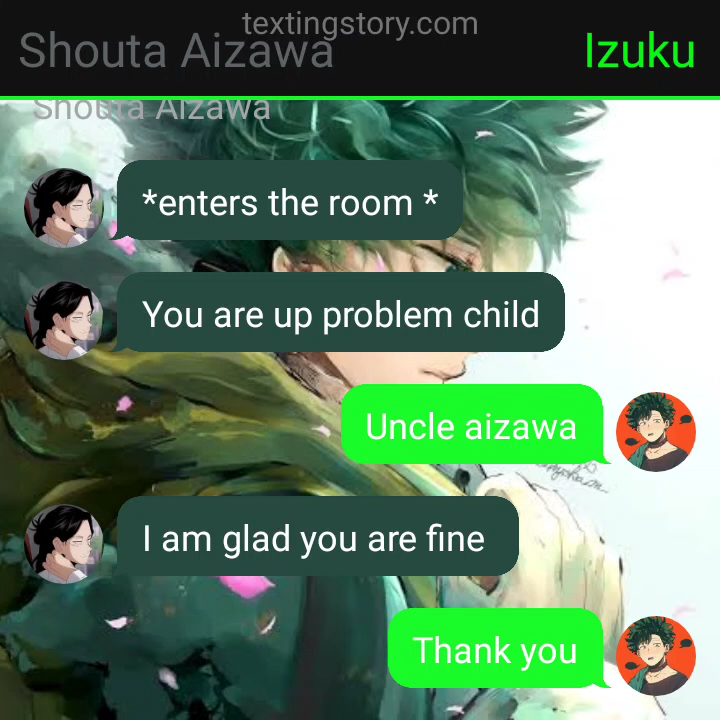 textingstory.com
Shouta Aizawa
Izuku
Shouta Aizawa
*enters the room *
You are up problem child
Uncle aizawa
I am glad you are fine
Thank you